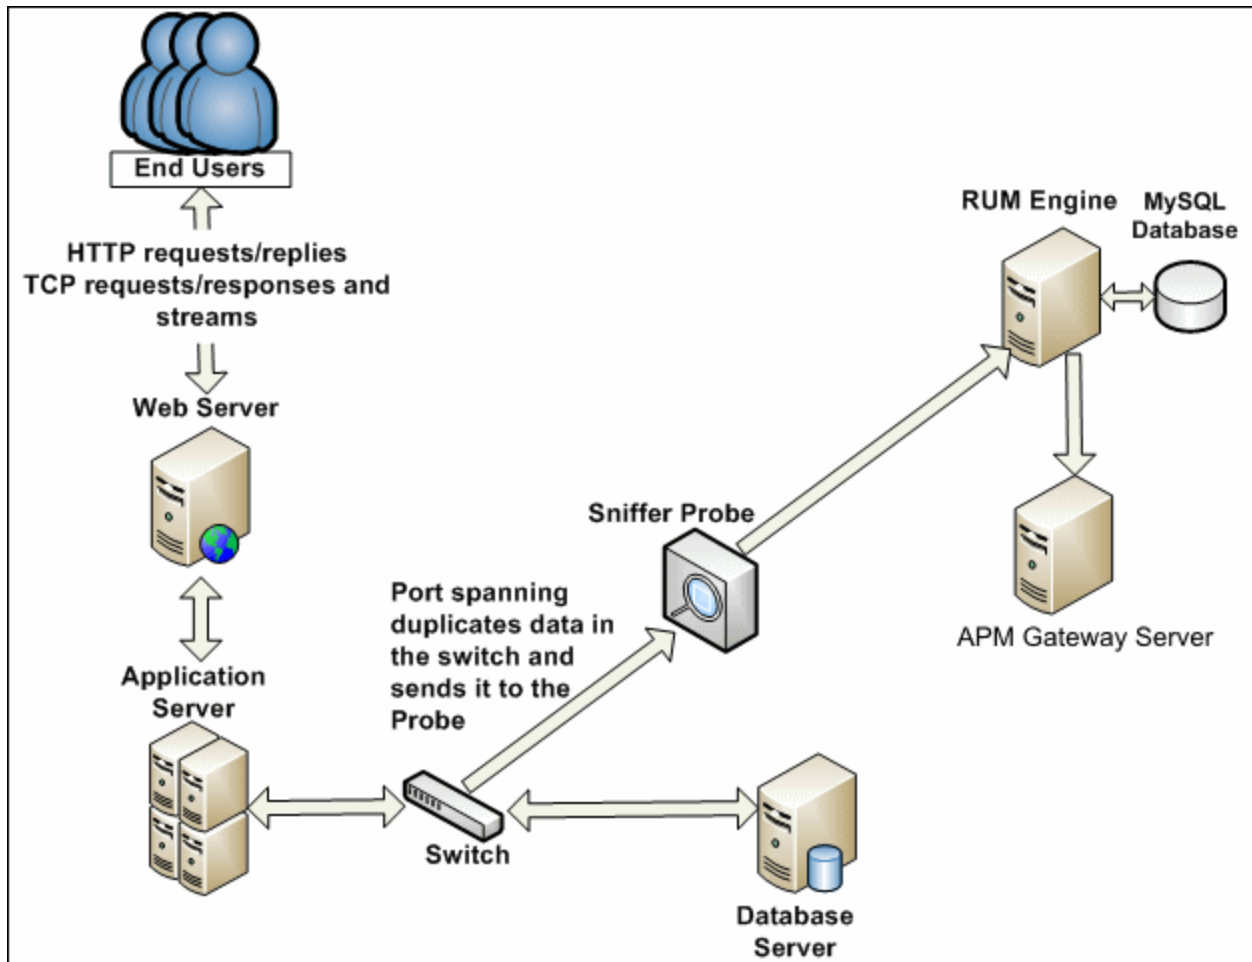 End Users
HTTP requests/replies
TCP requests/responses and
streams
Web Server
RUM Engine
MySQL
Database
Sniffer Probe
Port spanning
duplicates data in
the switch and
sends it to the
Probe
APM Gateway Server
Application
Server
Switch
Database
Server